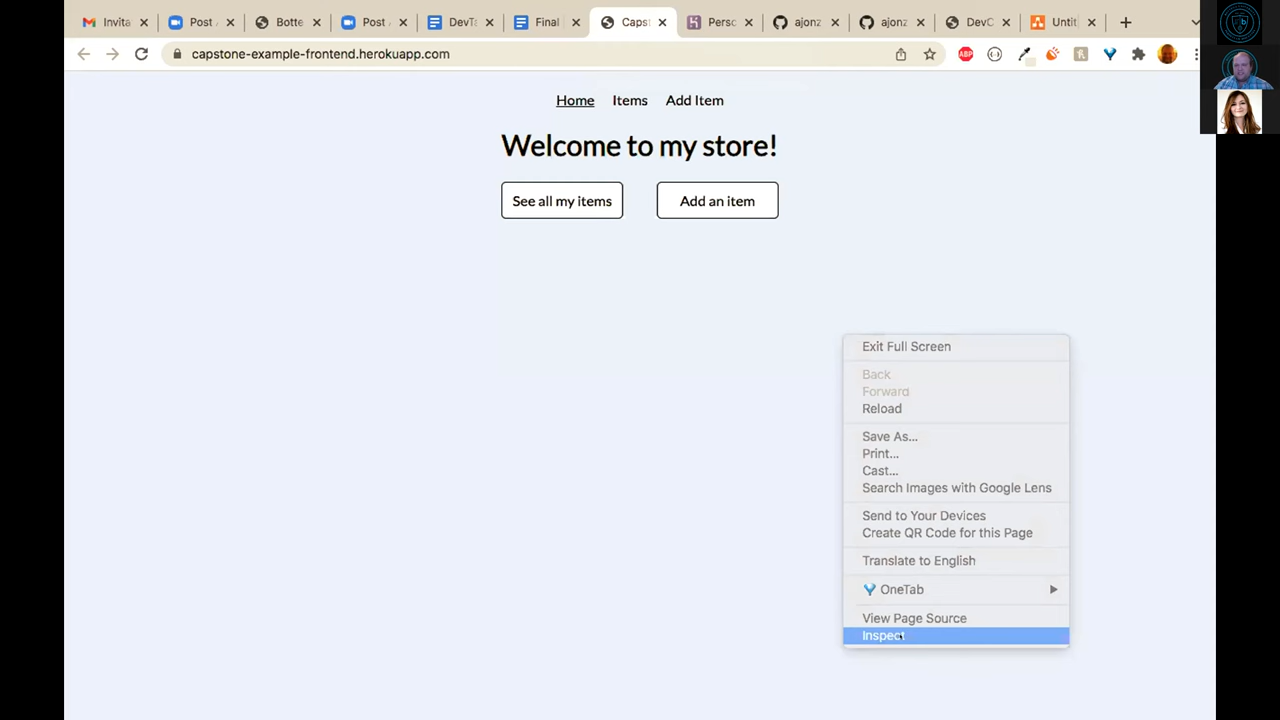 Invita
Post
Botte
Post
DevT
Final
Capst
Perso
ajonz
ajonz
DevC
Untit
capstone-example-frontend.herokuapp.com
ABP
Home Items Add Item
Welcome to my store!
See all my items Add an item
Exit Full Screen
Back
Forward
Reload
Save As...
Print...
Cast...
Search Images with Google Lens
Send to Your Devices
Create QR Code for this Page
Translate to English
OneTab
View Page Source
Inspect